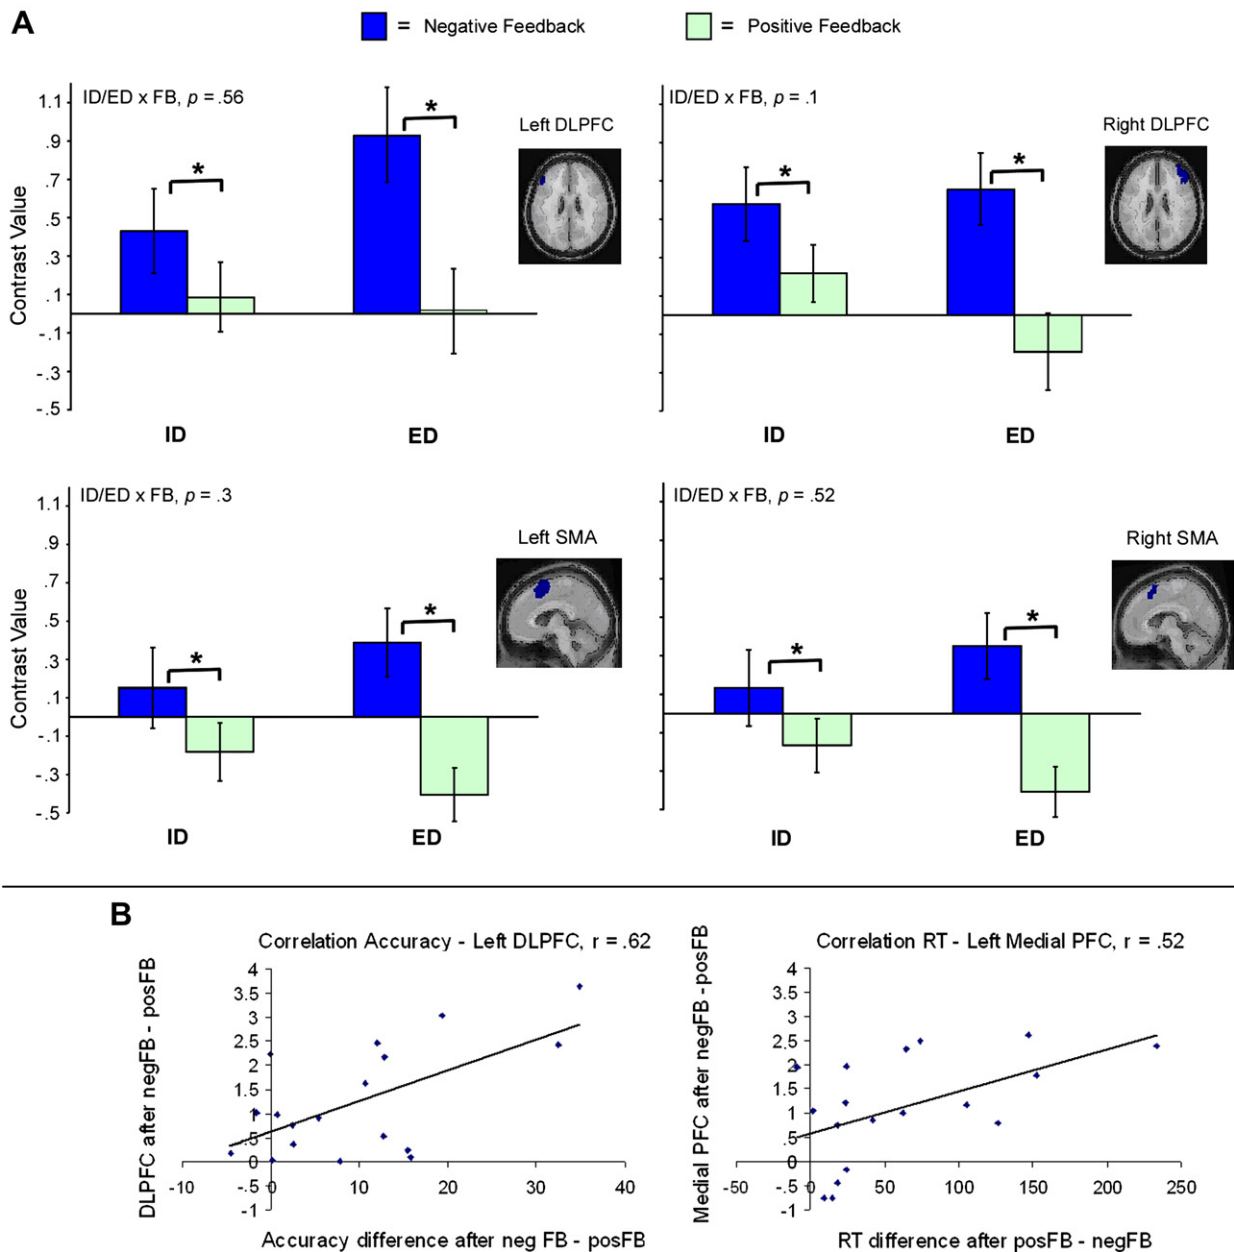 A
= Negative Feedback
= Positive Feedback
ID/ED x FB, p = .56
Left DLPFC
Contrast Value
1.1
.9
.7
.5
.3
.1
-.1
-.3
-.5
*
*
ID
ED
ID/ED x FB, p = .1
Right DLPFC
*
*
ID
ED
ID/ED x FB, p = .3
Left SMA
Contrast Value
1.1
.9
.7
.5
.3
.1
-.1
-.3
-.5
*
*
ID
ED
ID/ED x FB, p = .52
Right SMA
*
*
ID
ED
B
Correlation Accuracy - Left DLPFC, r = .62
DLPFC after negFB - posFB
4
3.5
3
2.5
2
1.5
1
.5
0
-.5
-1
-10
0
10
20
30
40
Accuracy difference after neg FB - posFB
Correlation RT - Left Medial PFC, r = .52
Medial PFC after negFB -posFB
4
3.5
3
2.5
2
1.5
1
.5
0
-.5
-1
-50
0
50
100
150
200
250
RT difference after posFB - negFB